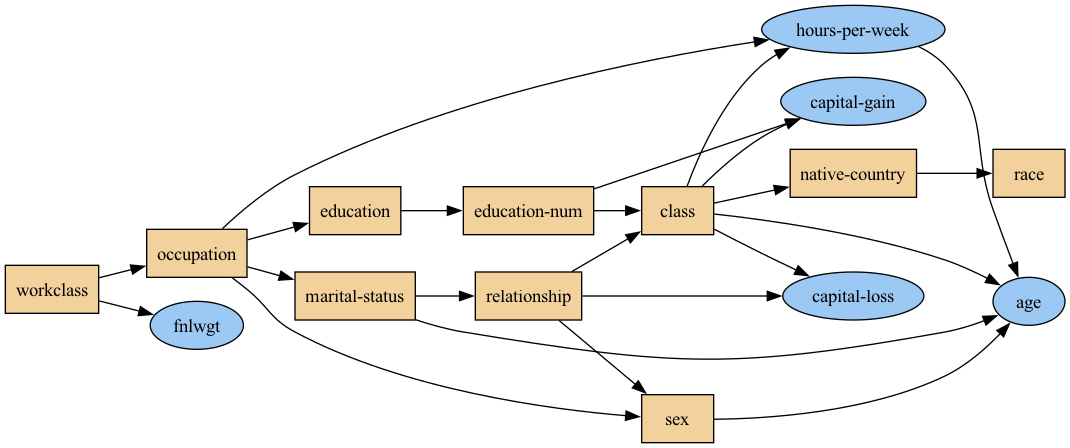 hours-per-week
capital-gain
native-country
race
education
education-num
class
occupation
workclass
marital-status
relationship
capital-loss
age
fnlwgt
sex